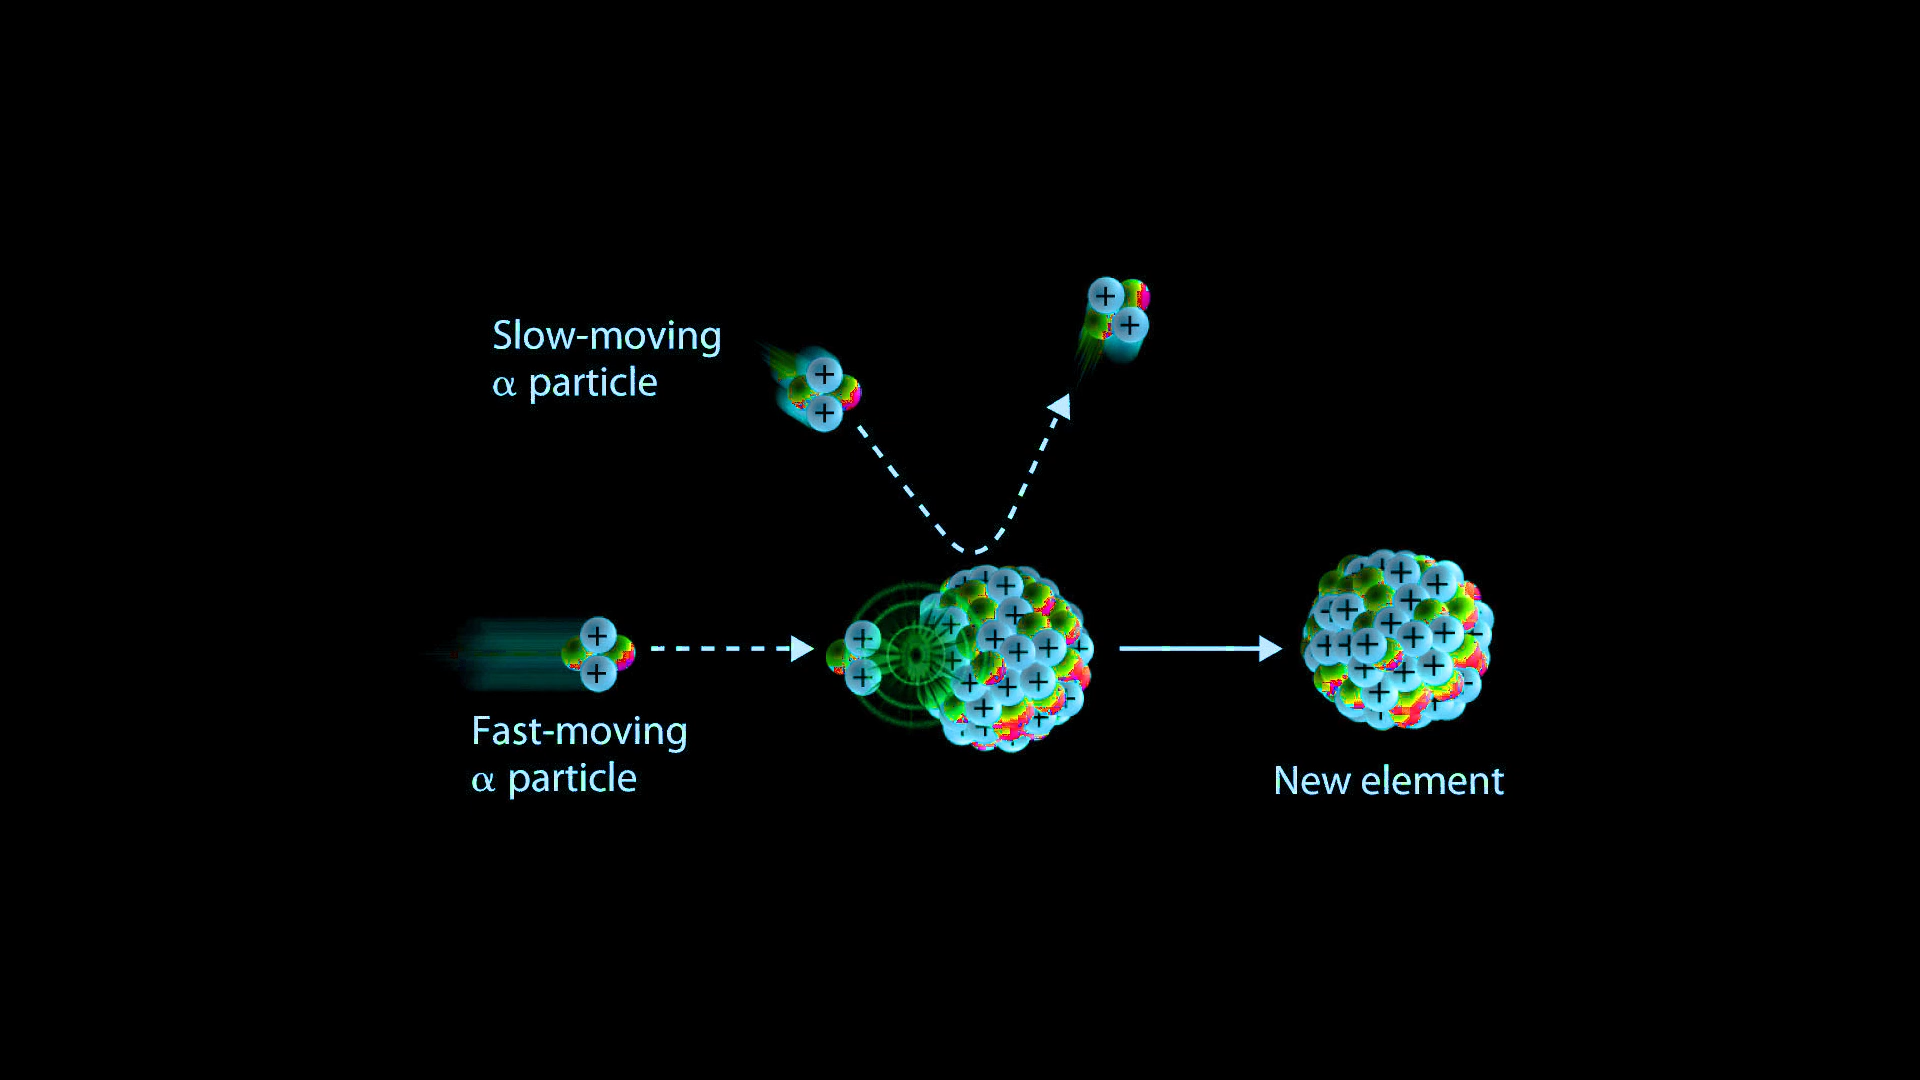 Slow-moving
α particle
Fast-moving
α particle
New element